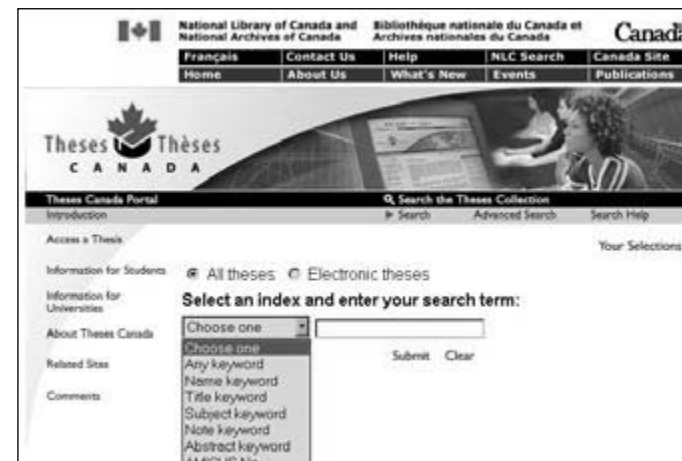 National Library of Canada and
National Archives of Canada
Bibliothèque nationale du Canada et
Archives nationales du Canada
Canada
Français Contact Us Help NLC Search Canada Site
Home About Us What's New Events Publications
Theses Thèses
CANADA
Theses Canada Portal Search the Theses Collection
Introduction Search Advanced Search Search Help
Access a Thesis
Your Selections
Information for Students
All theses Electronic theses
Information for
Universities
Select an index and enter your search term:
About Theses Canada
Choose one
Submit Clear
Choose one
Related Sites
Any keyword
Name keyword
Comments
Title keyword
Subject keyword
Note keyword
Abstract keyword